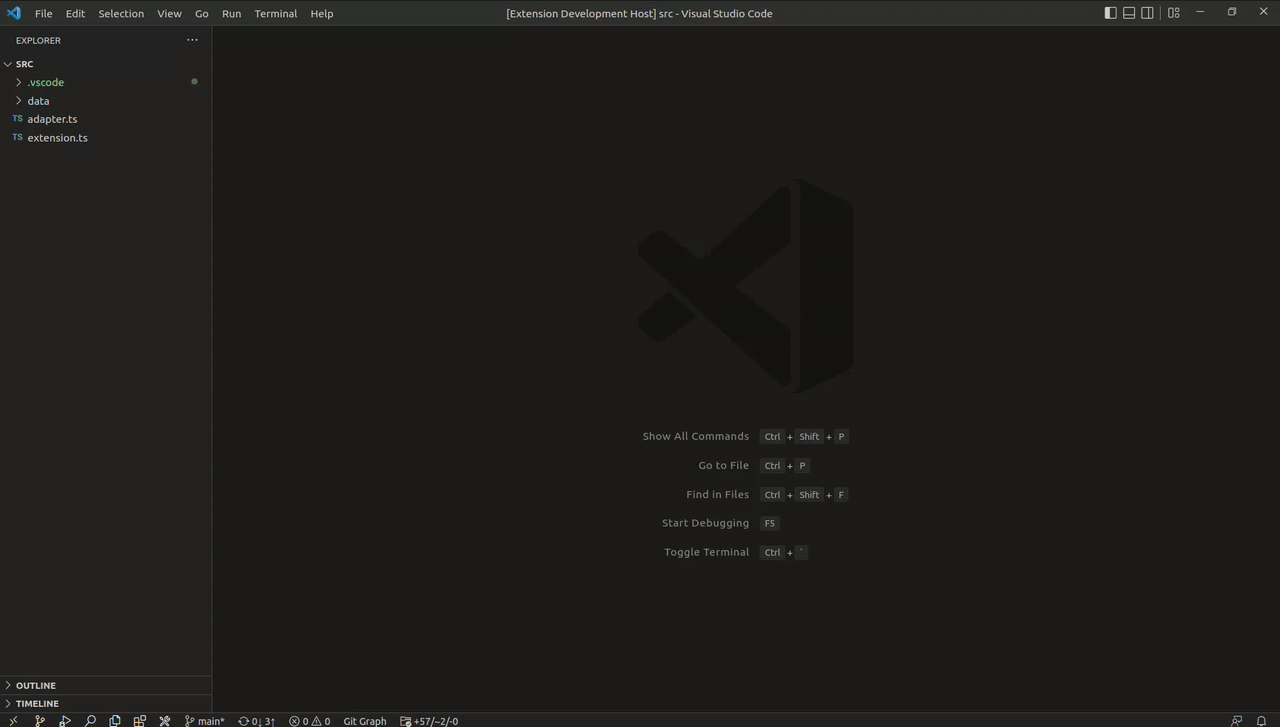 File Edit Selection View Go Run Terminal Help
[Extension Development Host] src - Visual Studio Code
EXPLORER
SRC
.vscode
data
TS adapter.ts
TS extension.ts
Show All Commands Ctrl + Shift + P
Go to File Ctrl + P
Find in Files Ctrl + Shift + F
Start Debugging F5
Toggle Terminal Ctrl + `
OUTLINE
TIMELINE
main* 0↓ 3↑ 0 0 Git Graph +57/~2/-0